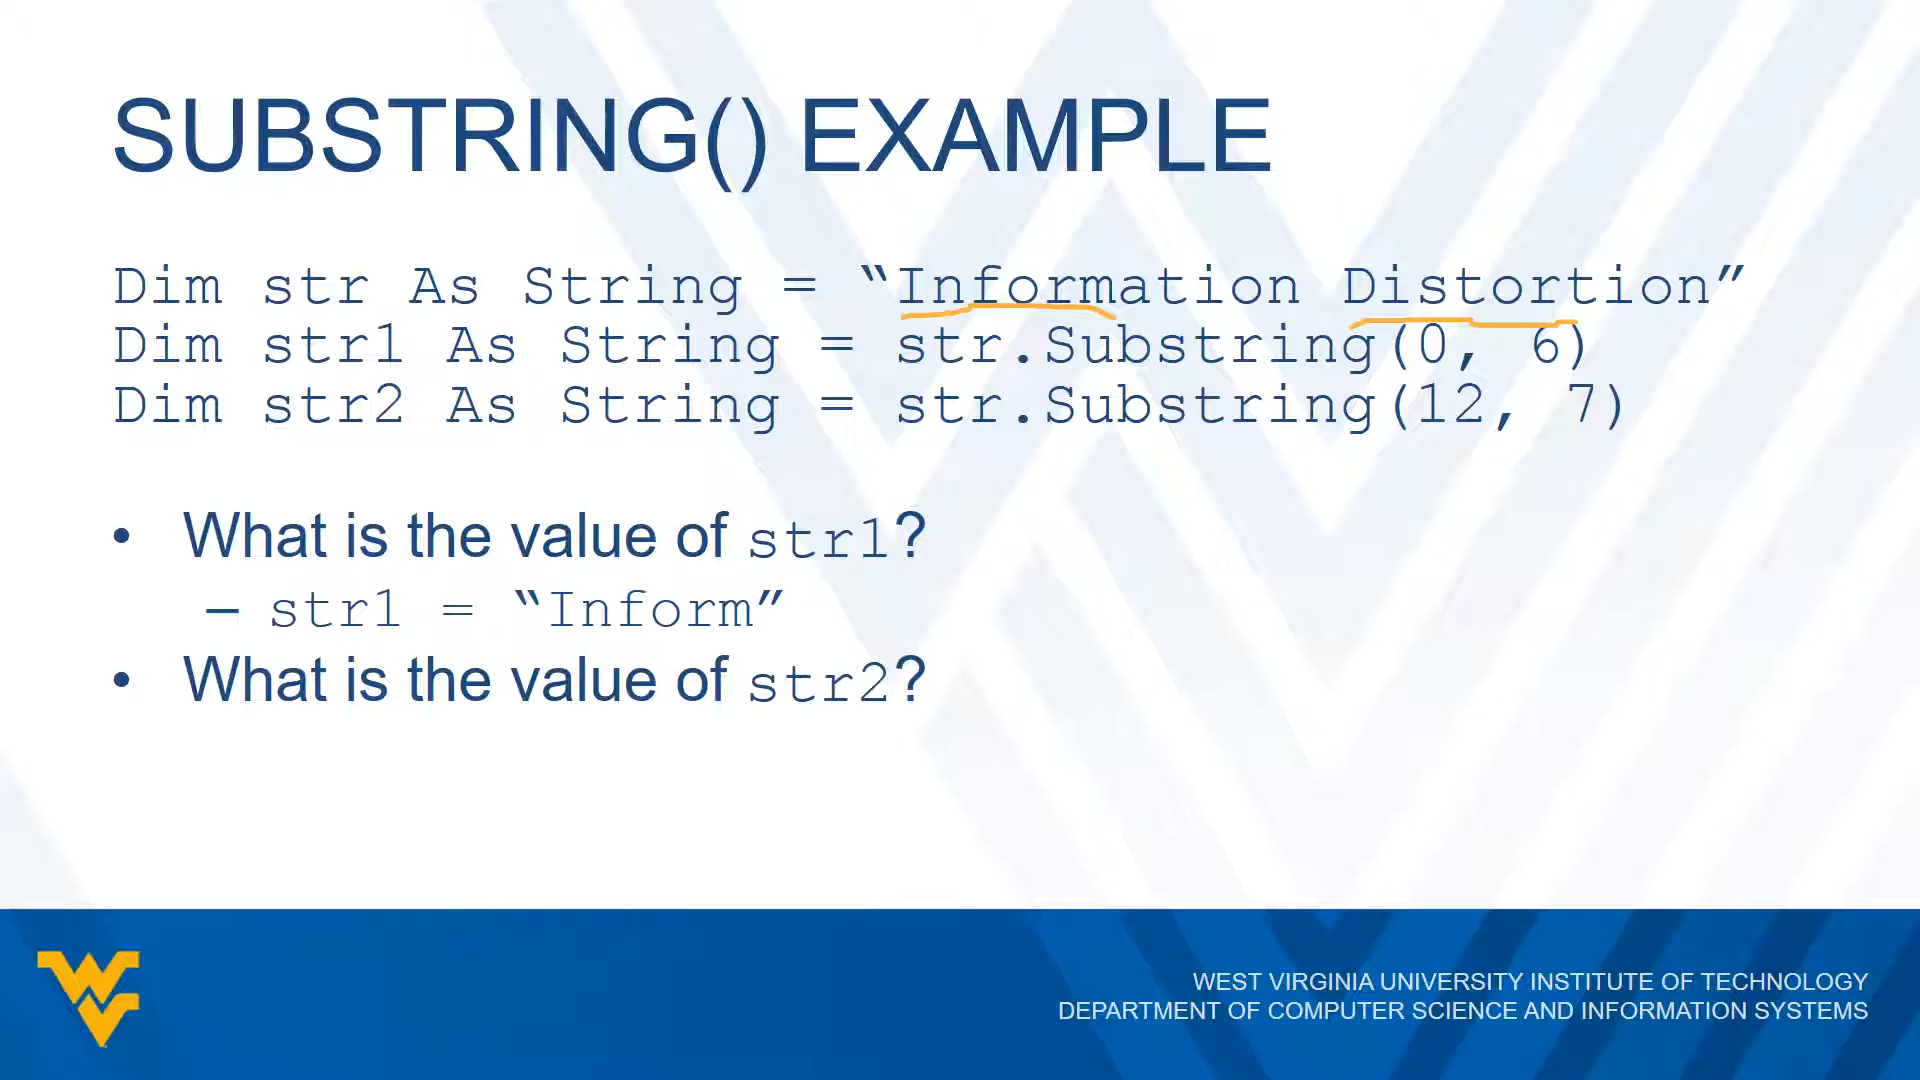 SUBSTRING() EXAMPLE
Dim str As String = “Information Distortion”
Dim str1 As String = str.Substring(0, 6)
Dim str2 As String = str.Substring(12, 7)
• What is the value of str1?
– str1 = “Inform”
• What is the value of str2?
WEST VIRGINIA UNIVERSITY INSTITUTE OF TECHNOLOGY
DEPARTMENT OF COMPUTER SCIENCE AND INFORMATION SYSTEMS